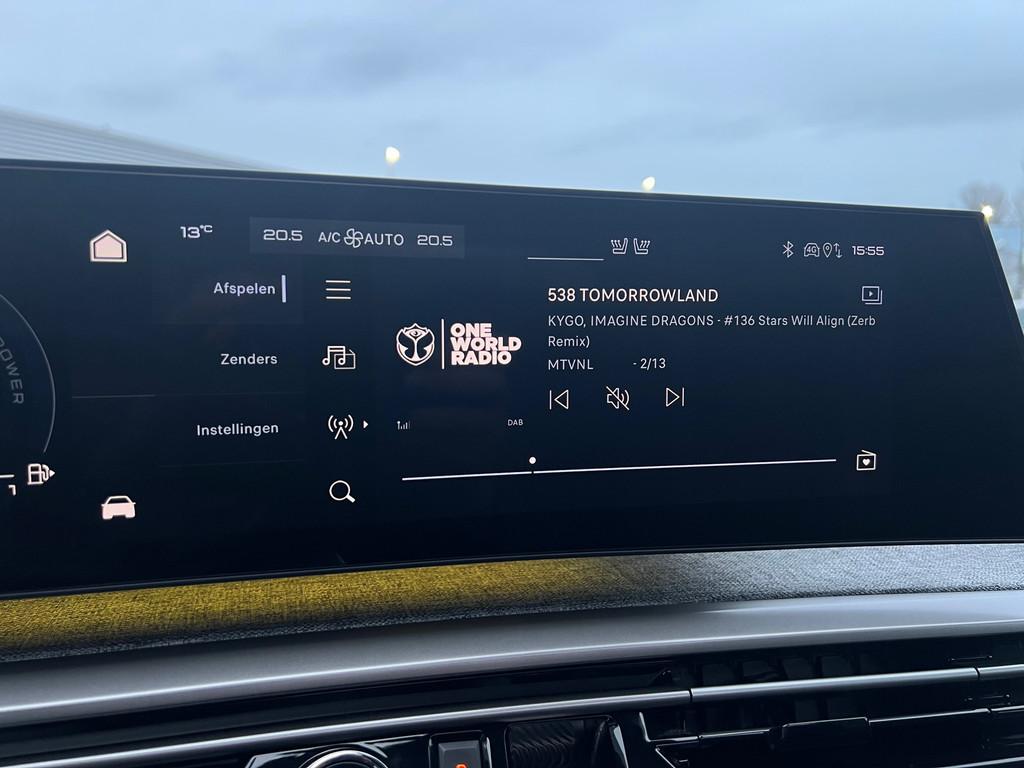 13°C
20.5 A/C AUTO 20.5
4G
15:55
Afspelen
Zenders
Instellingen
POWER
ONE
WORLD
RADIO
538 TOMORROWLAND
KYGO, IMAGINE DRAGONS - #136 Stars Will Align (Zerb
Remix)
MTVNL - 2/13
DAB